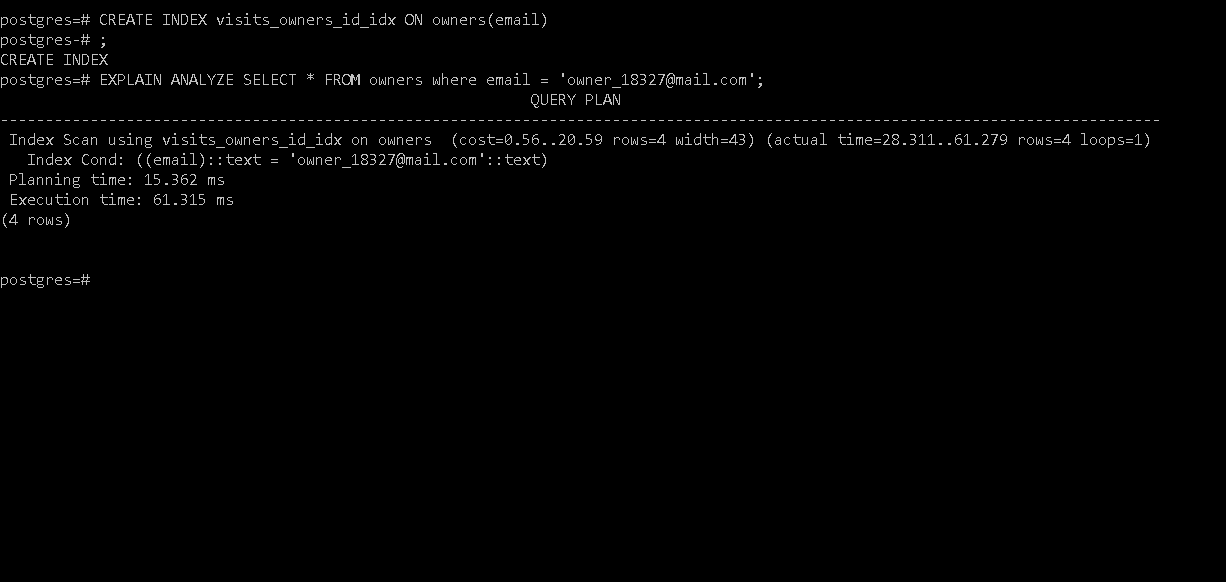 postgres=# CREATE INDEX visits_owners_id_idx ON owners(email)
postgres-# ;
CREATE INDEX
postgres=# EXPLAIN ANALYZE SELECT * FROM owners where email = 'owner_18327@mail.com';
QUERY PLAN
---------------------------------------------------------------------------------------------------------------------------------
Index Scan using visits_owners_id_idx on owners  (cost=0.56..20.59 rows=4 width=43) (actual time=28.311..61.279 rows=4 loops=1)
Index Cond: ((email)::text = 'owner_18327@mail.com'::text)
Planning time: 15.362 ms
Execution time: 61.315 ms
(4 rows)
postgres=#